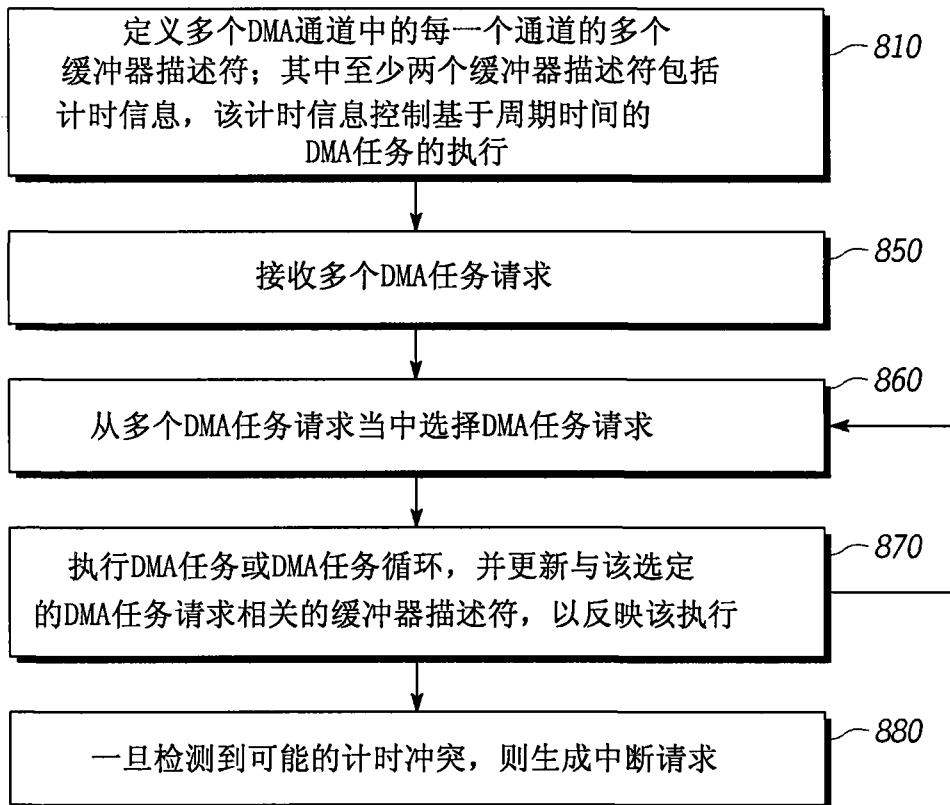 定义多个DMA通道中的每一个通道的多个
缓冲器描述符；其中至少两个缓冲器描述符包括
计时信息，该计时信息控制基于周期时间的
DMA任务的执行
810
接收多个DMA任务请求
850
从多个DMA任务请求当中选择DMA任务请求
860
执行DMA任务或DMA任务循环，并更新与该选定
的DMA任务请求相关的缓冲器描述符，以反映该执行
870
一旦检测到可能的计时冲突，则生成中断请求
880